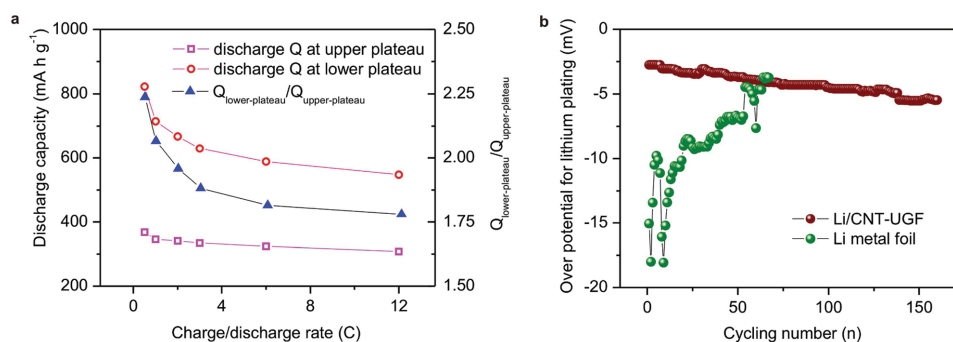 a
1000
800
600
400
200
Discharge capacity (mA h g-1)
discharge Q at upper plateau
discharge Q at lower plateau
Qlower-plateau/Qupper-plateau
2.50
2.25
2.00
1.75
1.50
Qlower-plateau/Qupper-plateau
0 2 4 6 8 10 12
Charge/discharge rate (C)
b
0
-5
-10
-15
-20
Over potential for lithium plating (mV)
Li/CNT-UGF
Li metal foil
0 50 100 150
Cycling number (n)